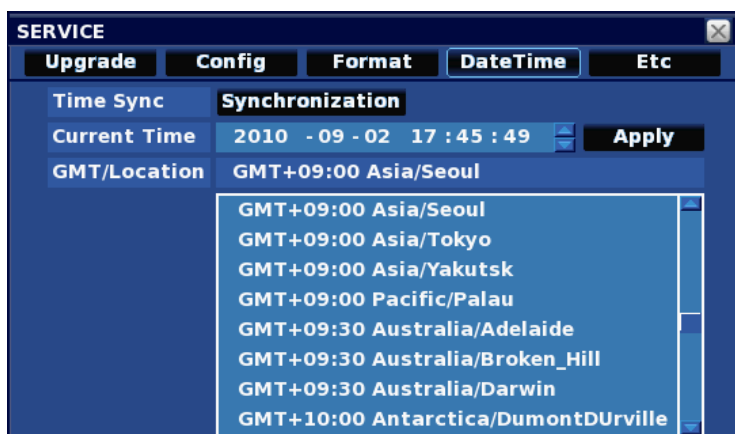 SERVICE
Upgrade Config Format DateTime Etc
Time Sync Synchronization
Current Time 2010 - 09 - 02 17 : 45 : 49 Apply
GMT/Location GMT+09:00 Asia/Seoul
GMT+09:00 Asia/Seoul
GMT+09:00 Asia/Tokyo
GMT+09:00 Asia/Yakutsk
GMT+09:00 Pacific/Palau
GMT+09:30 Australia/Adelaide
GMT+09:30 Australia/Broken_Hill
GMT+09:30 Australia/Darwin
GMT+10:00 Antarctica/DumontDUrville